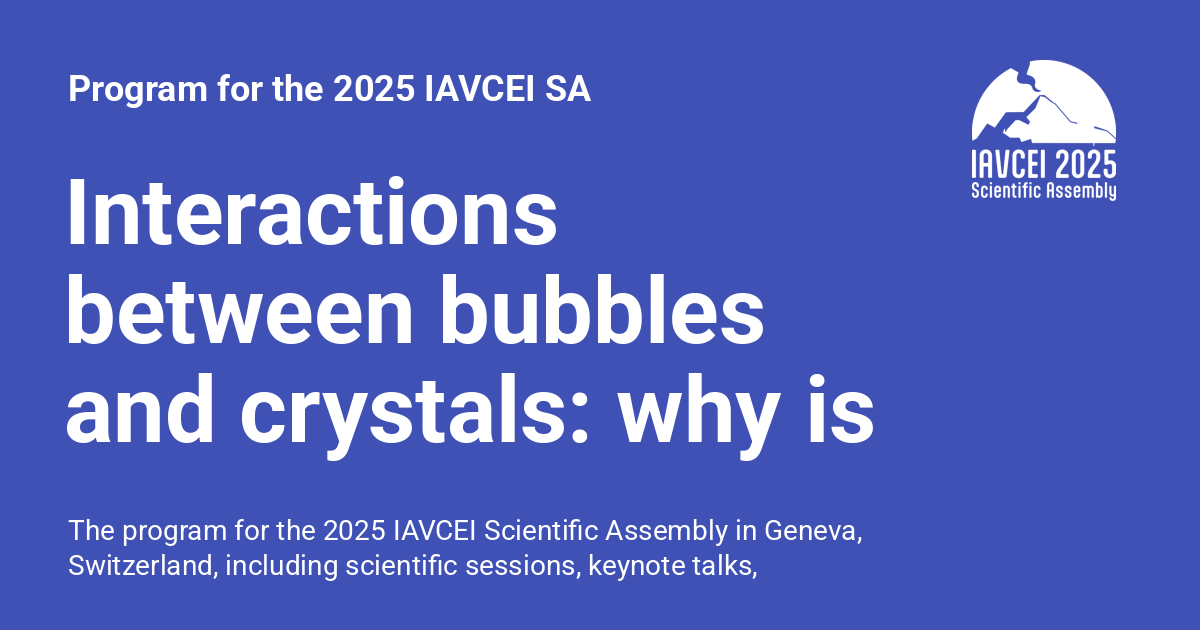 Program for the 2025 IAVCEI SA
IAVCEI 2025
Scientific Assembly
Interactions
between bubbles
and crystals: why is
The program for the 2025 IAVCEI Scientific Assembly in Geneva,
Switzerland, including scientific sessions, keynote talks,